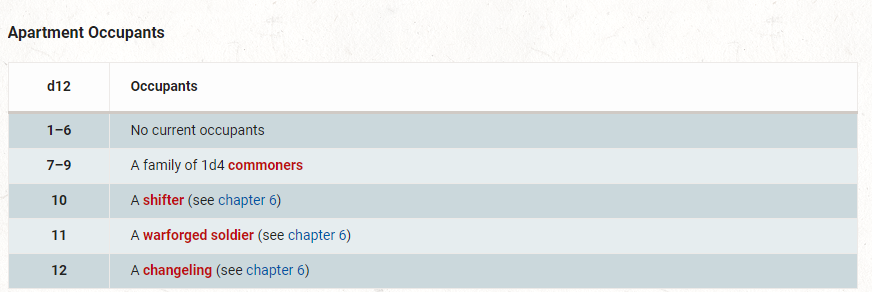 Apartment Occupants
d12 Occupants
1–6 No current occupants
7–9 A family of 1d4 commoners
10 A shifter (see chapter 6)
11 A warforged soldier (see chapter 6)
12 A changeling (see chapter 6)